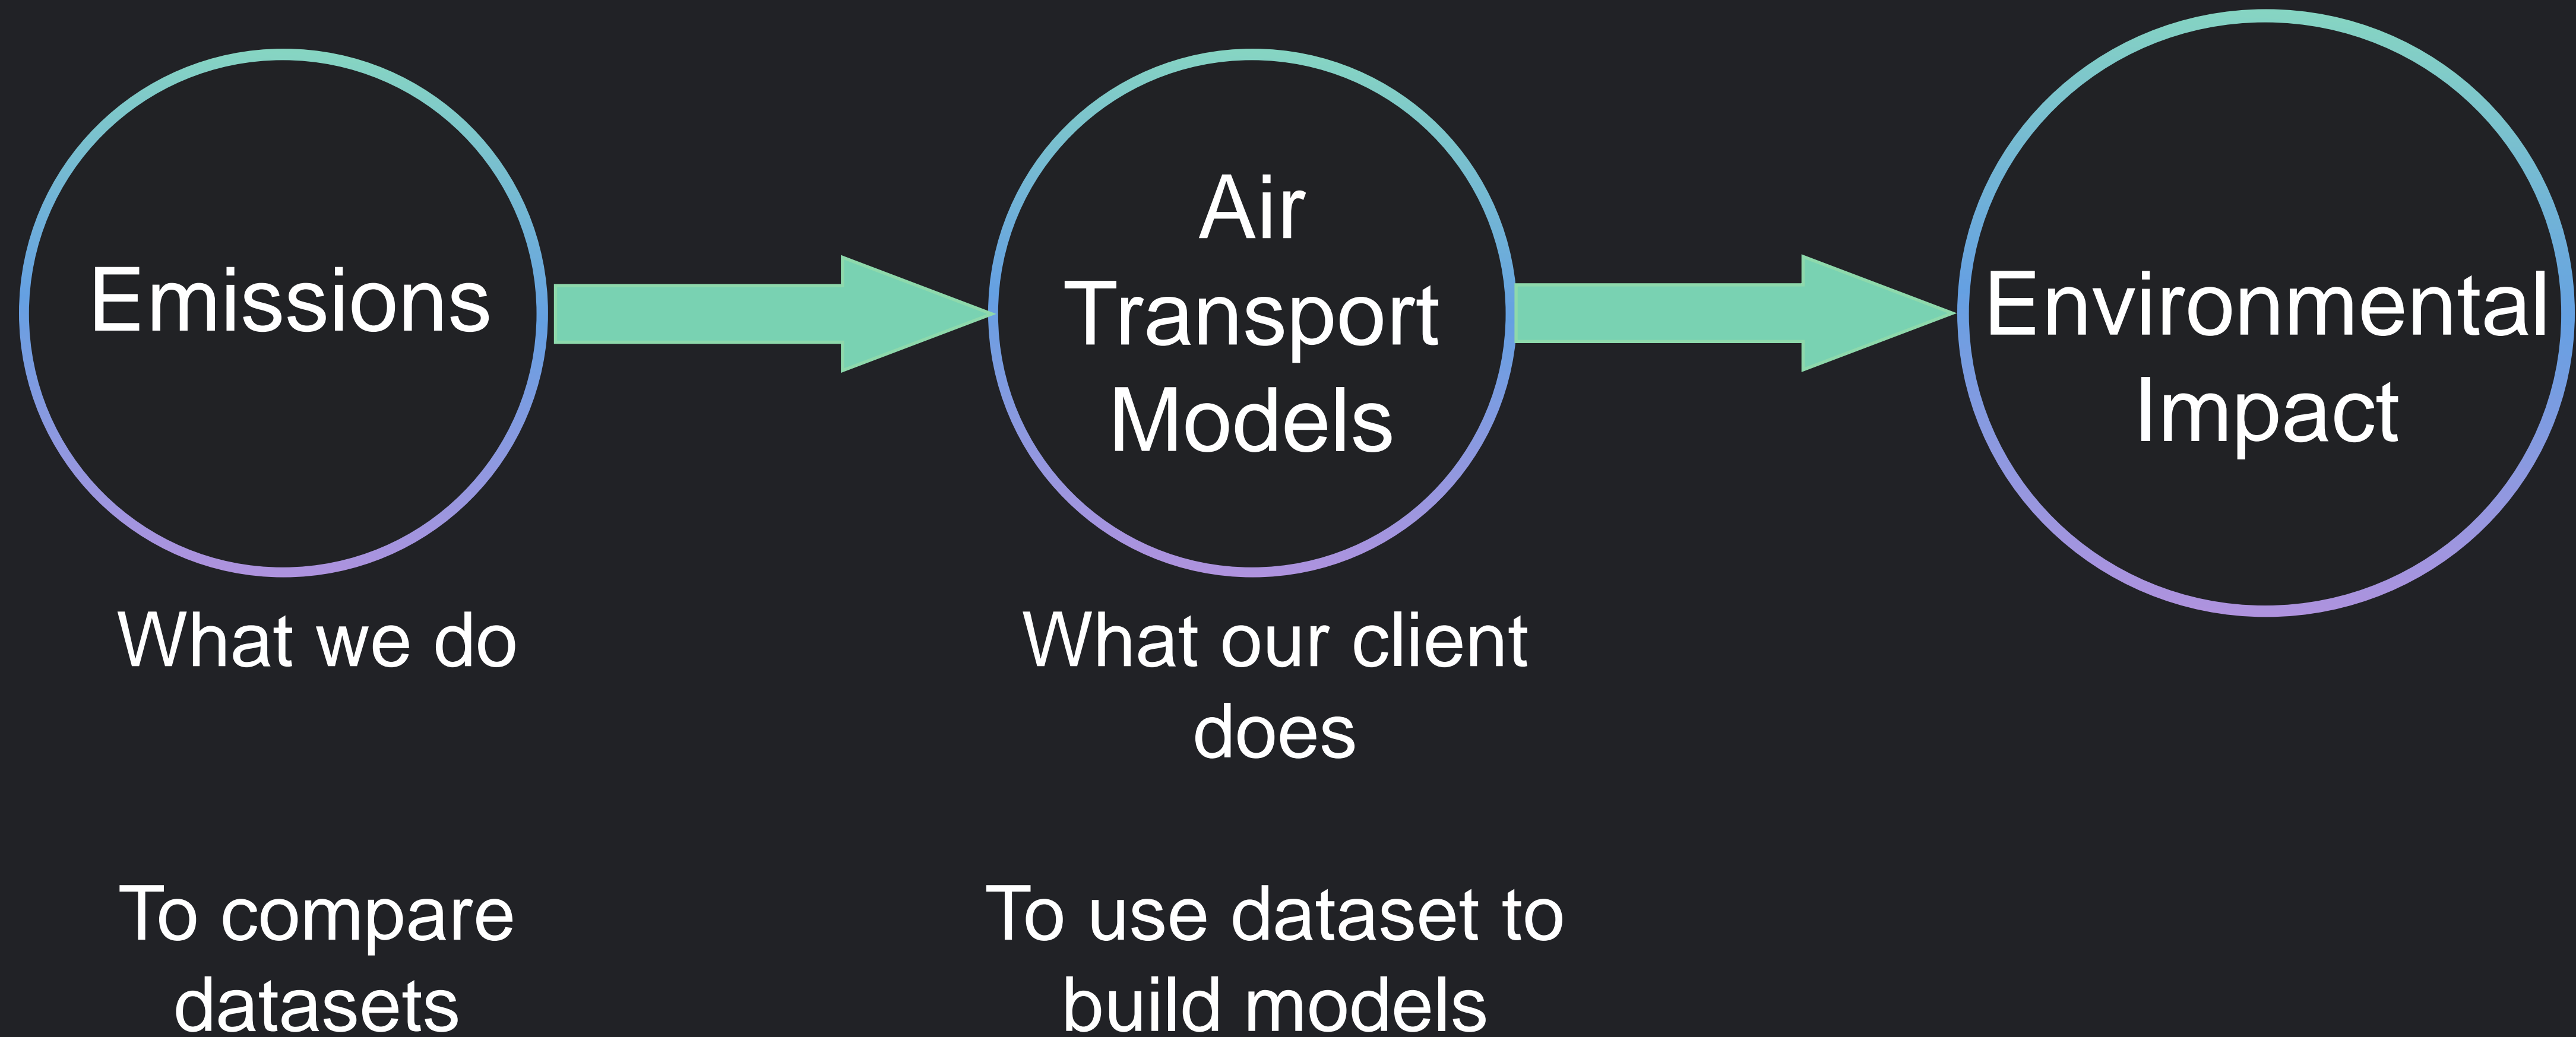 Emissions
Air
Transport
Models
Environmental
Impact
What we do
What our client
does
To compare
datasets
To use dataset to
build models